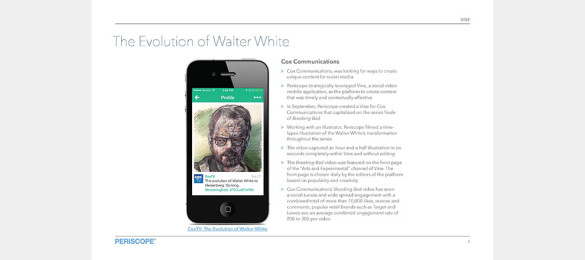 VINE
The Evolution of Walter White
Cox Communications
Cox Communications, was looking for ways to create
unique content for social media
Periscope strategically leveraged Vine, a social video
mobile application, as the platform to create content
that was timely and contextually effective
In September, Periscope created a Vine for Cox
Communications that capitalized on the series finale
of Breaking Bad
Working with an illustrator, Periscope filmed a time-
lapse illustration of the Walter White's transformation
throughout the series
The video captured an hour and a half illustration in six
seconds completely within Vine and without editing
The Breaking Bad video was featured on the front page
of the "Arts and Experimental" channel of Vine. The
front page is chosen daily by the editors of the platform
based on popularity and creativity
Cox Communications' Breaking Bad video has seen
a social success and wide spread engagement with a
combined total of more than 10,000 likes, revines and
comments, popular retail brands such as Target and
Lowes see an average combined engagement rate of
200 to 300 per video
Profile
CoxTV
The evolution of Walter White to
Heisenberg. Stirring.
CoxTV: The Evolution of Walter White
PERISCOPE